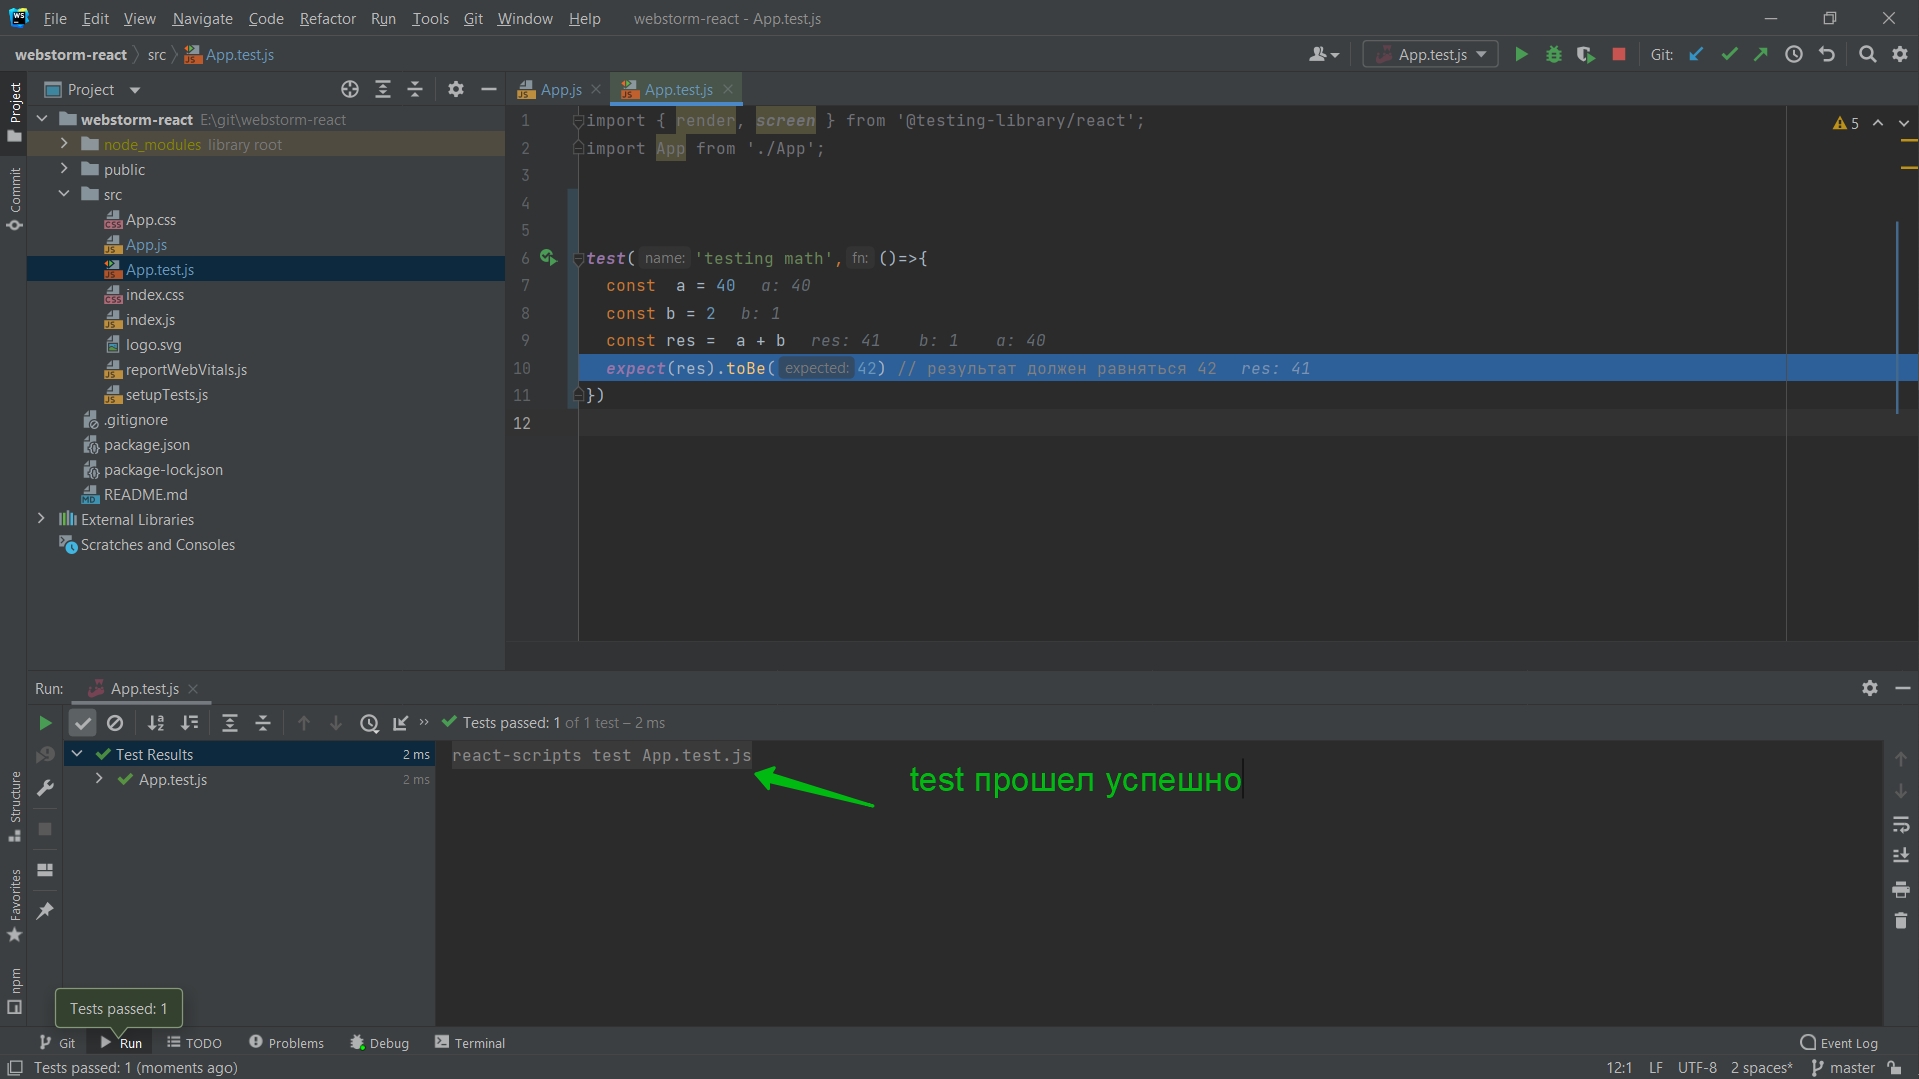 File Edit View Navigate Code Refactor Run Tools Git Window Help webstorm-react - App.test.js
webstorm-react src App.test.js App.test.js Git:
Project
App.js App.test.js
Project
Commit
Structure
Favorites
npm
webstorm-react E:\git\webstorm-react
node_modules library root
public
src
App.css
App.js
App.test.js
index.css
index.js
logo.svg
reportWebVitals.js
setupTests.js
.gitignore
package.json
package-lock.json
README.md
External Libraries
Scratches and Consoles
1 import { render, screen } from '@testing-library/react';
2 import App from './App';
3
4
5
6 test( name: 'testing math', fn: ()=>{
7 const a = 40 a: 40
8 const b = 2 b: 1
9 const res = a + b res: 41 b: 1 a: 40
10 expect(res).toBe( expected: 42) // результат должен равняться 42 res: 41
11 })
12
5
Run: App.test.js
Tests passed: 1 of 1 test – 2 ms
Test Results 2 ms
App.test.js 2 ms
react-scripts test App.test.js
test прошел успешно
Tests passed: 1
Git Run TODO Problems Debug Terminal Event Log
Tests passed: 1 (moments ago) 12:1 LF UTF-8 2 spaces* master